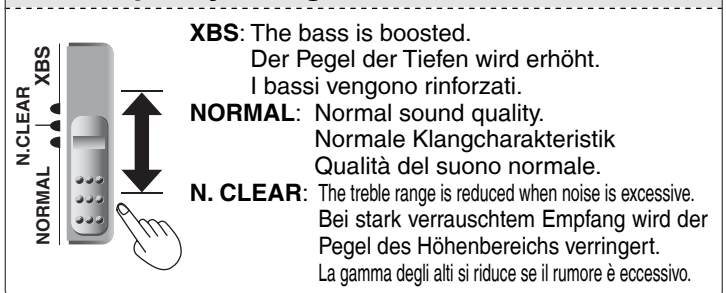 XBS
N.CLEAR
NORMAL
XBS: The bass is boosted.
Der Pegel der Tiefen wird erhöht.
I bassi vengono rinforzati.
NORMAL: Normal sound quality.
Normale Klangcharakteristik
Qualità del suono normale.
N. CLEAR: The treble range is reduced when noise is excessive.
Bei stark verrauschtem Empfang wird der
Pegel des Höhenbereichs verringert.
La gamma degli alti si riduce se il rumore è eccessivo.